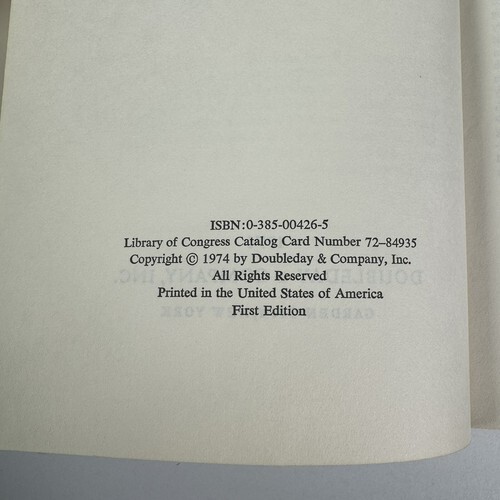 ISBN:0-385-00426-5
Library of Congress Catalog Card Number 72–84935
Copyright © 1974 by Doubleday & Company, Inc.
All Rights Reserved
Printed in the United States of America
First Edition